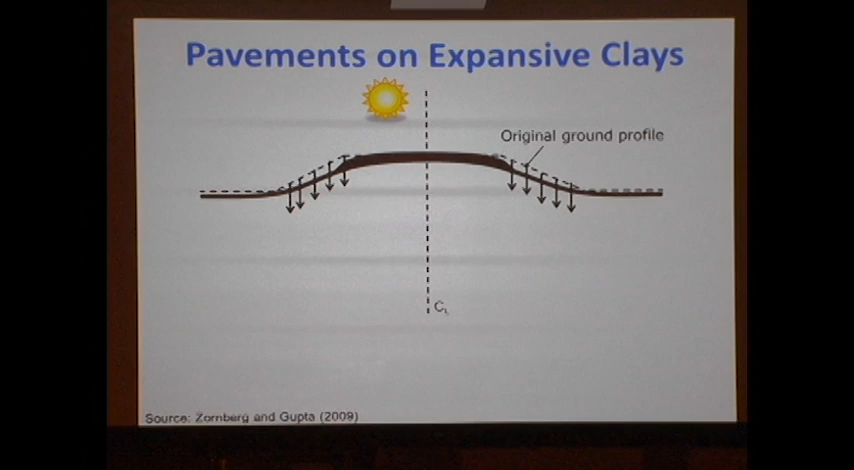 Pavements on Expansive Clays
Original ground profile
CL
Source: Zornberg and Gupta (2009)